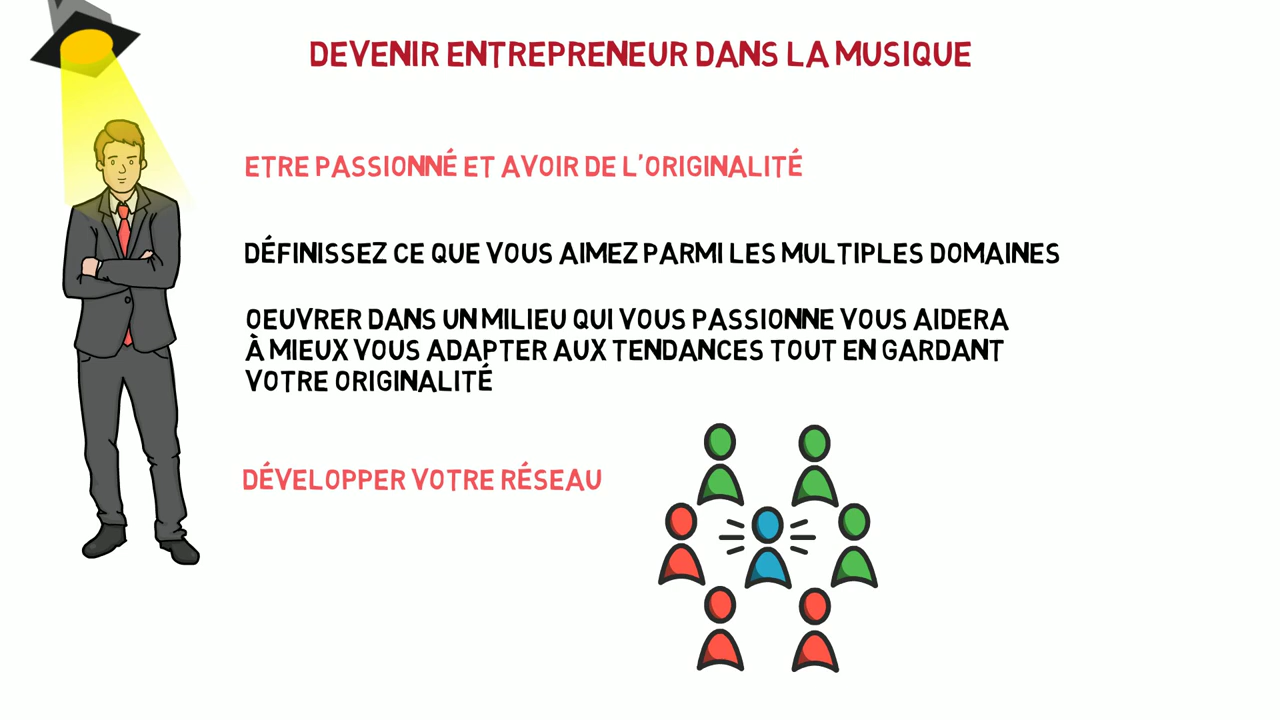 DEVENIR ENTREPRENEUR DANS LA MUSIQUE
ETRE PASSIONNÉ ET AVOIR DE L'ORIGINALITÉ
DÉFINISSEZ CE QUE VOUS AIMEZ PARMI LES MULTIPLES DOMAINES
OEUVRER DANS UN MILIEU QUI VOUS PASSIONNE VOUS AIDERA
À MIEUX VOUS ADAPTER AUX TENDANCES TOUT EN GARDANT
VOTRE ORIGINALITÉ
DÉVELOPPER VOTRE RÉSEAU